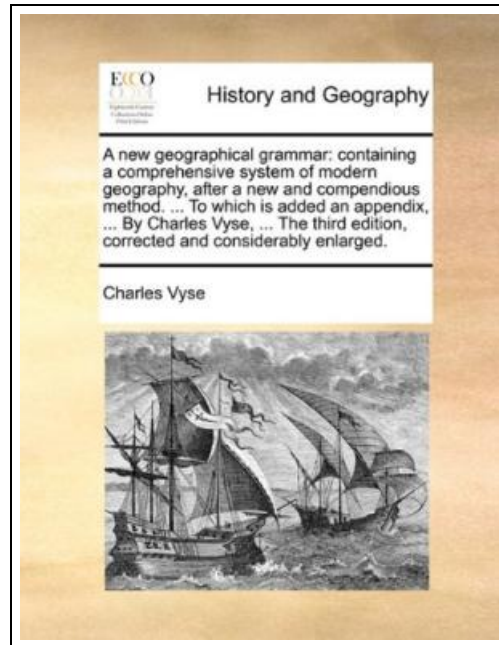 ECCO
History and Geography
A new geographical grammar: containing
a comprehensive system of modern
geography, after a new and compendious
method. ... To which is added an appendix,
... By Charles Vyse, ... The third edition,
corrected and considerably enlarged.
Charles Vyse